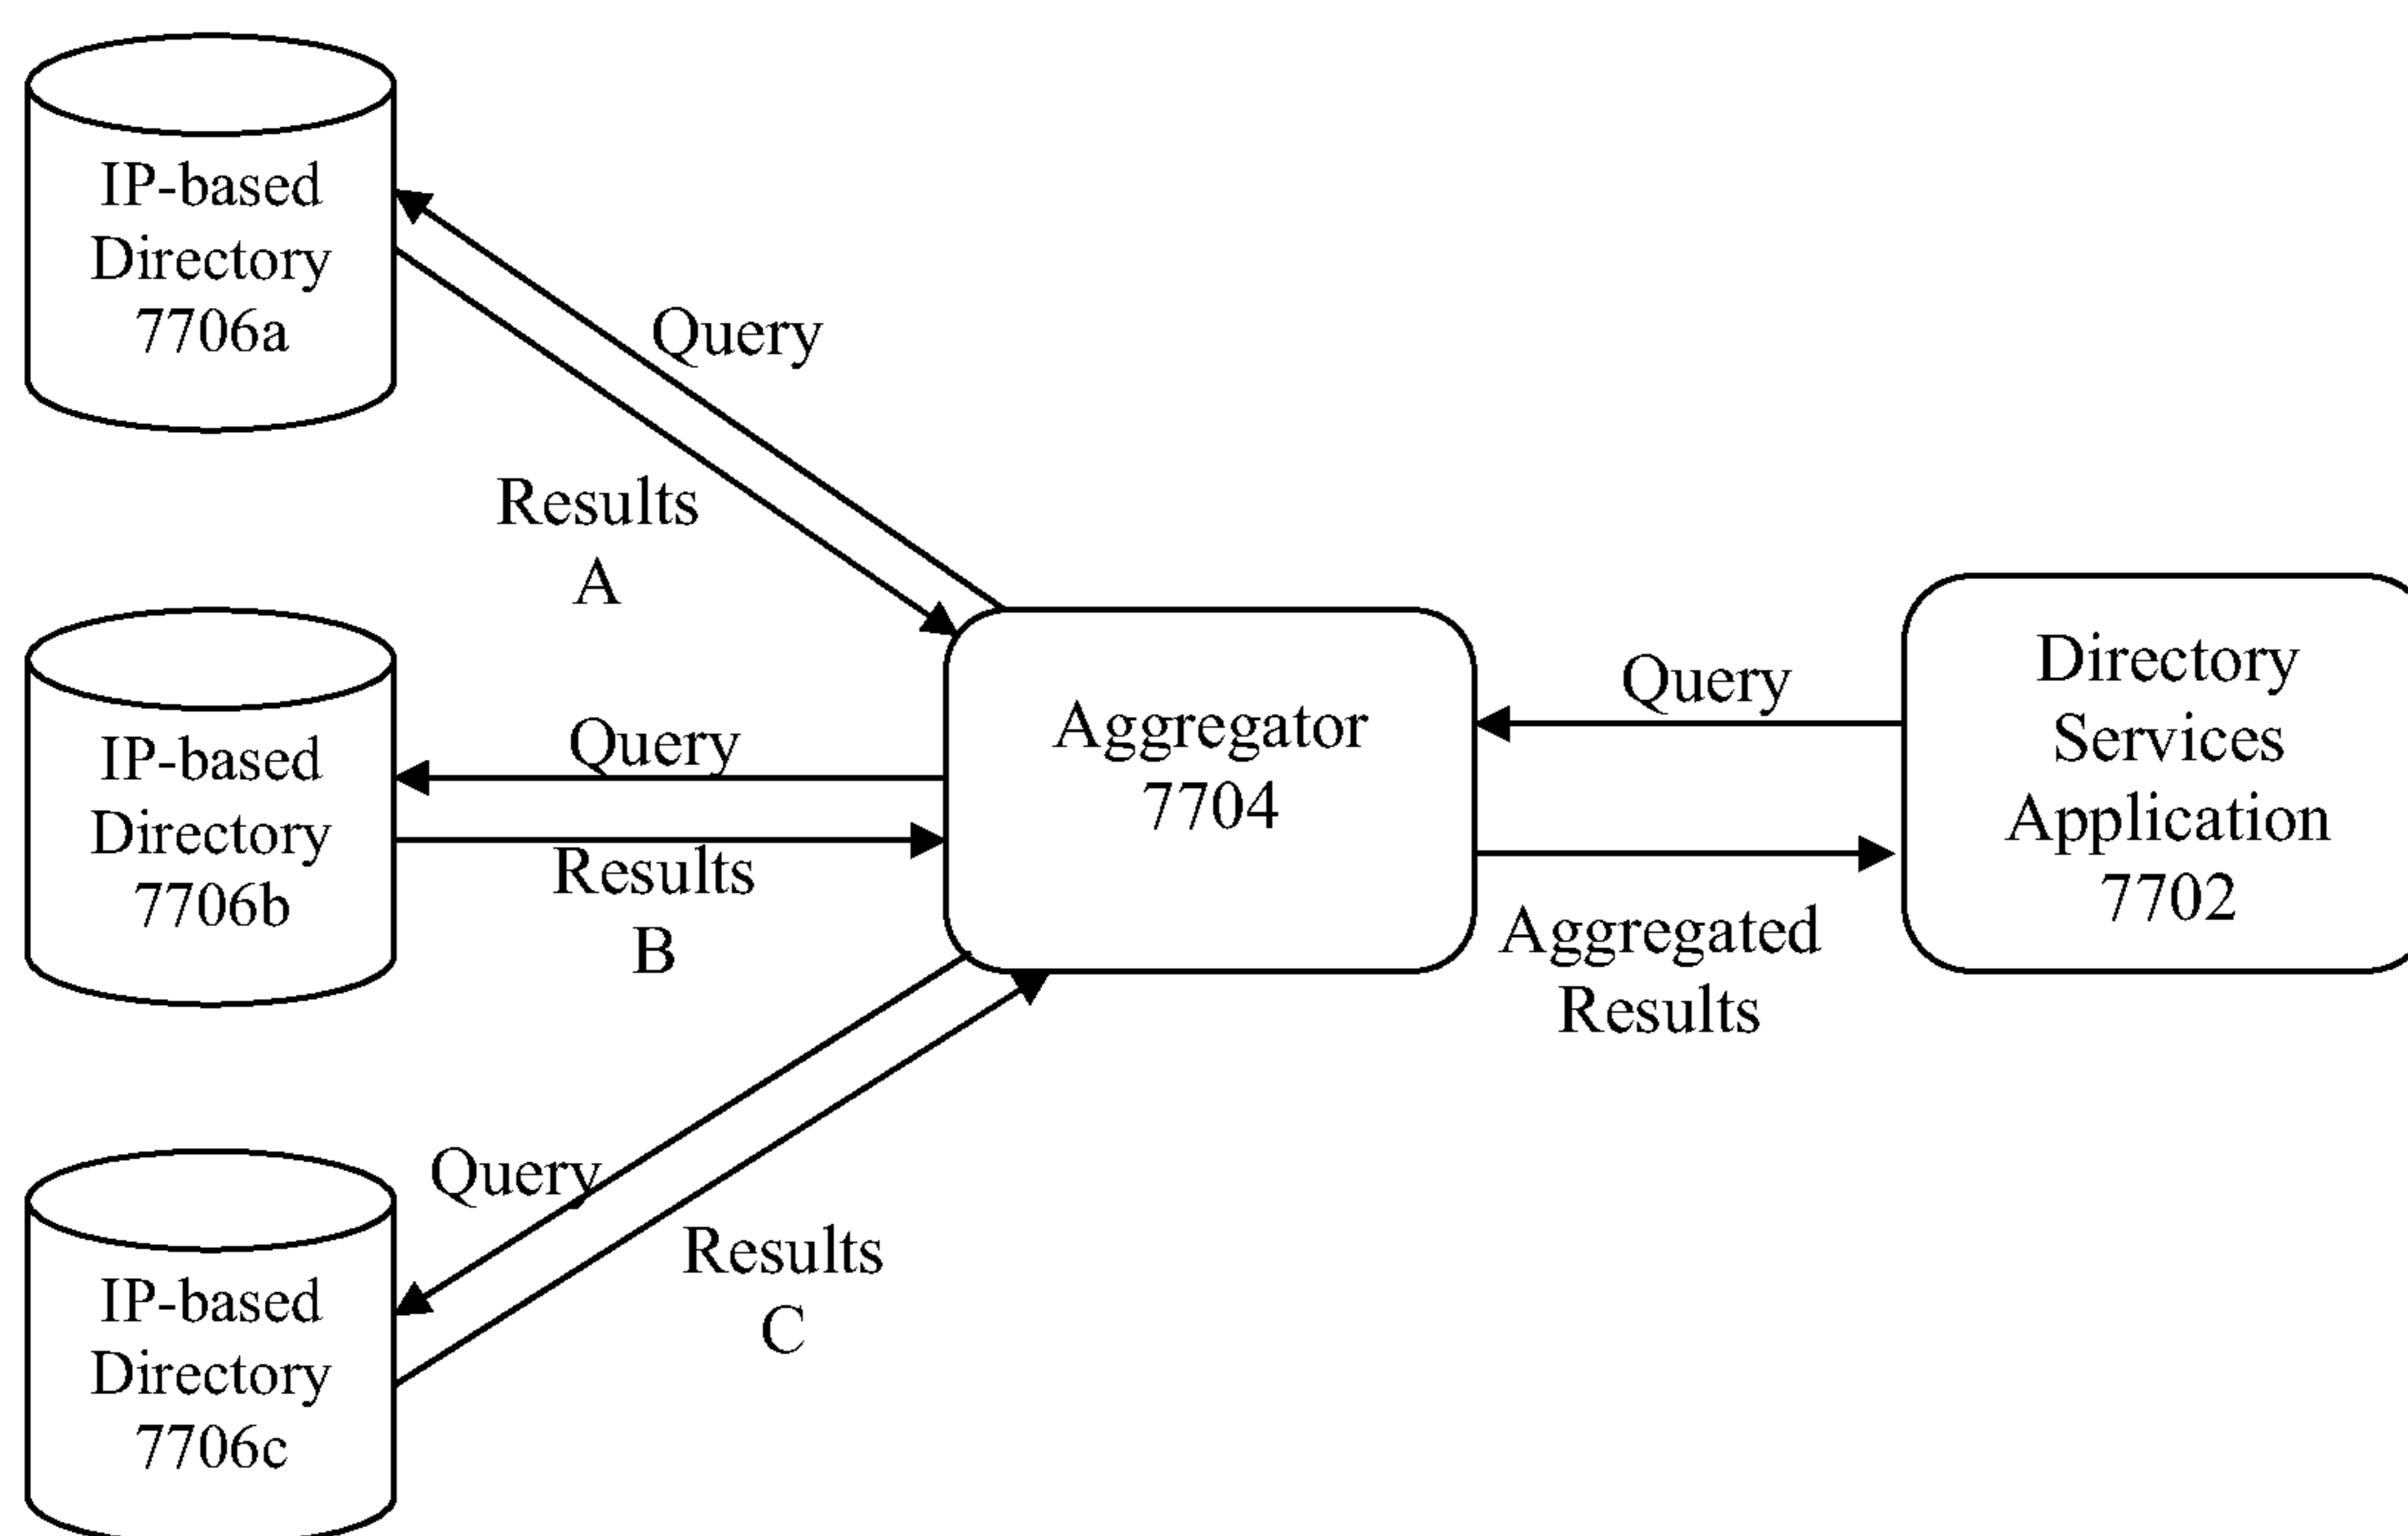 IP-based
Directory
7706a
Query
Results
A
IP-based
Directory
7706b
Query
Results
B
Aggregator
7704
Query
Aggregated
Results
Directory
Services
Application
7702
IP-based
Directory
7706c
Query
Results
C